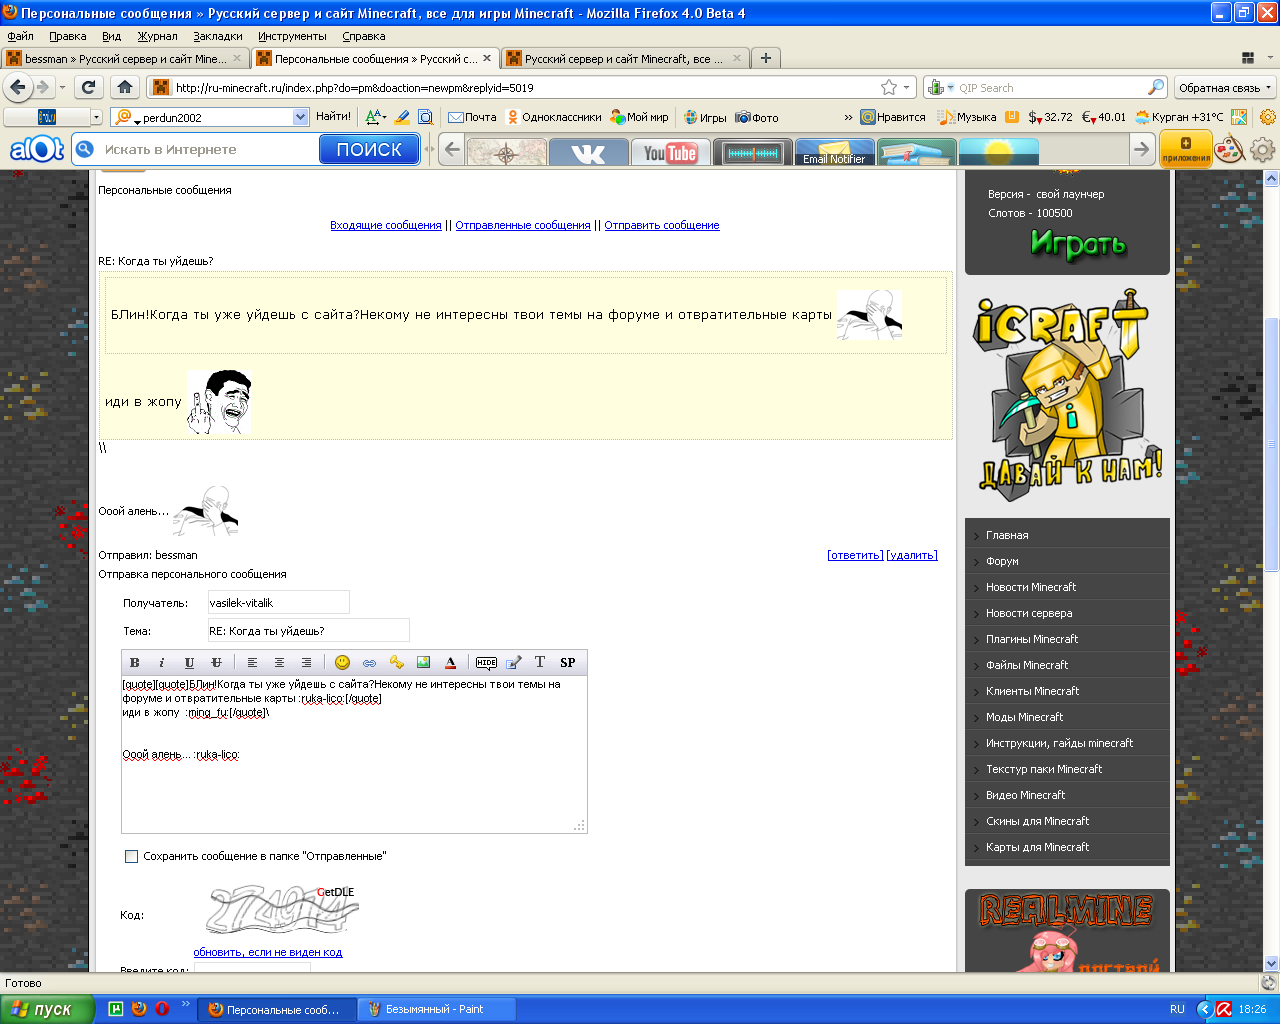 Персональные сообщения » Русский сервер и сайт Minecraft, все для игры Minecraft - Mozilla Firefox 4.0 Beta 4
Файл Правка Вид Журнал Закладки Инструменты Справка
bessman » Русский сервер и сайт Mine...
Персональные сообщения » Русский с...
Русский сервер и сайт Minecraft, все ...
http://ru-minecraft.ru/index.php?do=pm&doaction=newpm&replyid=5019
QIP Search
Обратная связь
perdun2002
Найти!
Почта Одноклассники Мой мир Игры Фото » Нравится Музыка $ 32.72 € 40.01 Курган +31°C
alOt
Искать в Интернете
ПОИСК
You Tube
Email Notifier
приложения
Персональные сообщения
Входящие сообщения || Отправленные сообщения || Отправить сообщение
RE: Когда ты уйдешь?
БЛин!Когда ты уже уйдешь с сайта?Некому не интересны твои темы на форуме и отвратительные карты
иди в жопу
\\
Ооой алень...
Отправил: bessman
[ответить] [удалить]
Отправка персонального сообщения
Получатель: vasilek-vitalik
Тема: RE: Когда ты уйдешь?
B i U T A HIDE T SP
[quote][quote]БЛин!Когда ты уже уйдешь с сайта?Некому не интересны твои темы на
форуме и отвратительные карты :ruka-lico:[/quote]
иди в жопу :ming_fu:[/quote]\
Ооой алень... :ruka-lico:
Сохранить сообщение в папке "Отправленные"
Код:
GetDLE
обновить, если не виден код
Введите код:
Версия - свой лаунчер
Слотов - 100500
Играть
iCRAFT
ДАВАЙ К НАМ!
Главная
Форум
Новости Minecraft
Новости сервера
Плагины Minecraft
Файлы Minecraft
Клиенты Minecraft
Моды Minecraft
Инструкции, гайды minecraft
Текстур паки Minecraft
Видео Minecraft
Скины для Minecraft
Карты для Minecraft
REALMINE
Готово
пуск
»
Персональные сооб...
Безымянный - Paint
RU
18:26